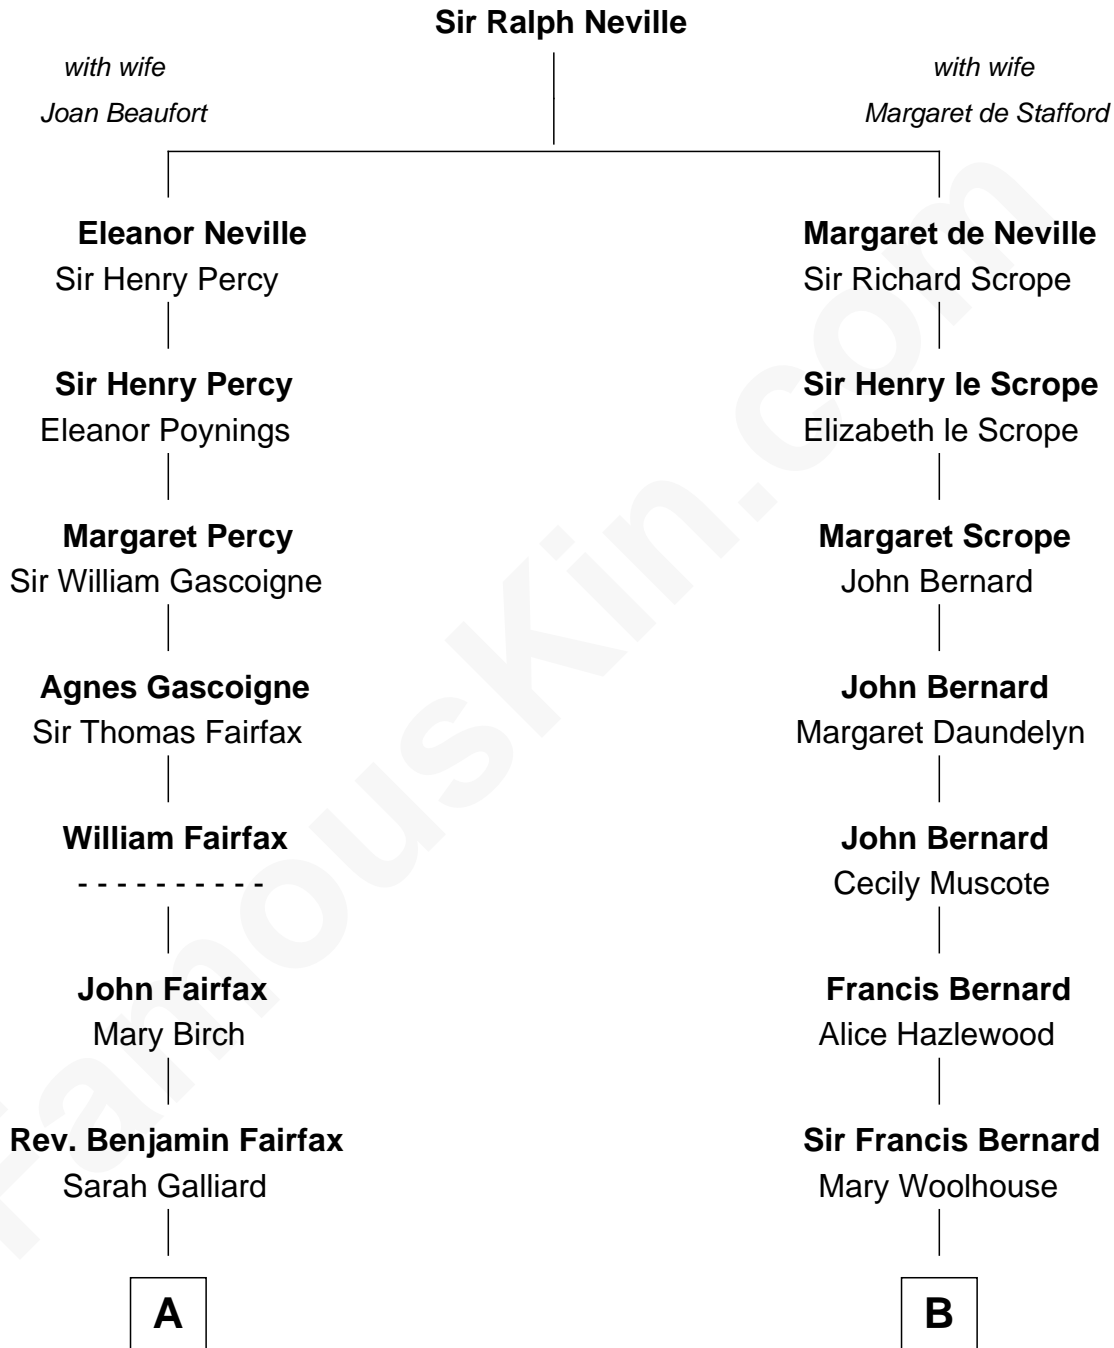 Sir Ralph Neville
with wife
Joan Beaufort
with wife
Margaret de Stafford
Eleanor Neville
Sir Henry Percy
Margaret de Neville
Sir Richard Scrope
Sir Henry Percy
Eleanor Poynings
Sir Henry le Scrope
Elizabeth le Scrope
Margaret Percy
Sir William Gascoigne
Margaret Scrope
John Bernard
Agnes Gascoigne
Sir Thomas Fairfax
John Bernard
Margaret Daundelyn
William Fairfax
- - - - - - - - - -
John Bernard
Cecily Muscote
John Fairfax
Mary Birch
Francis Bernard
Alice Hazlewood
Rev. Benjamin Fairfax
Sarah Galliard
Sir Francis Bernard
Mary Woolhouse
A
B
FamousKin.com